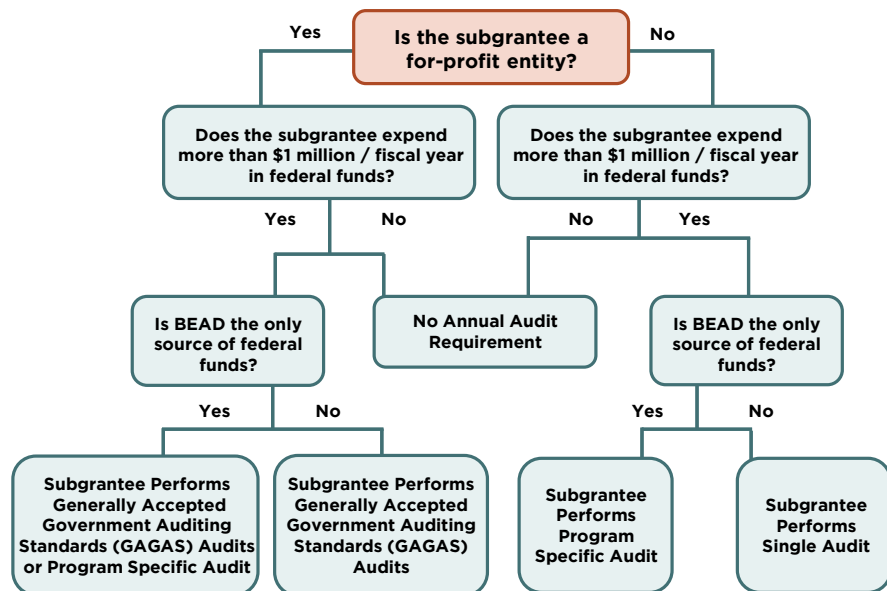 Yes
Is the subgrantee a
for-profit entity?
No
Does the subgrantee expend
more than $1 million / fiscal year
in federal funds?
Does the subgrantee expend
more than $1 million / fiscal year
in federal funds?
Yes
No
No
Yes
Is BEAD the only
source of federal
funds?
No Annual Audit
Requirement
Is BEAD the only
source of federal
funds?
Yes
No
Yes
No
Subgrantee Performs
Generally Accepted
Government Auditing
Standards (GAGAS) Audits
or Program Specific Audit
Subgrantee Performs
Generally Accepted
Government Auditing
Standards (GAGAS)
Audits
Subgrantee
Performs
Program
Specific Audit
Subgrantee
Performs
Single Audit